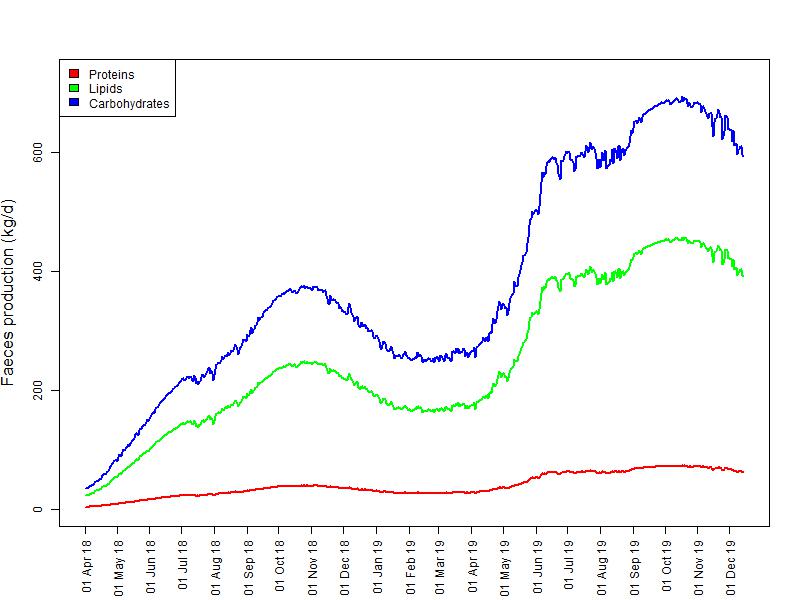 Proteins
Lipids
Carbohydrates
Faeces production (kg/d)
600
400
200
0
01 Apr 18
01 May 18
01 Jun 18
01 Jul 18
01 Aug 18
01 Sep 18
01 Oct 18
01 Nov 18
01 Dec 18
01 Jan 19
01 Feb 19
01 Mar 19
01 Apr 19
01 May 19
01 Jun 19
01 Jul 19
01 Aug 19
01 Sep 19
01 Oct 19
01 Nov 19
01 Dec 19